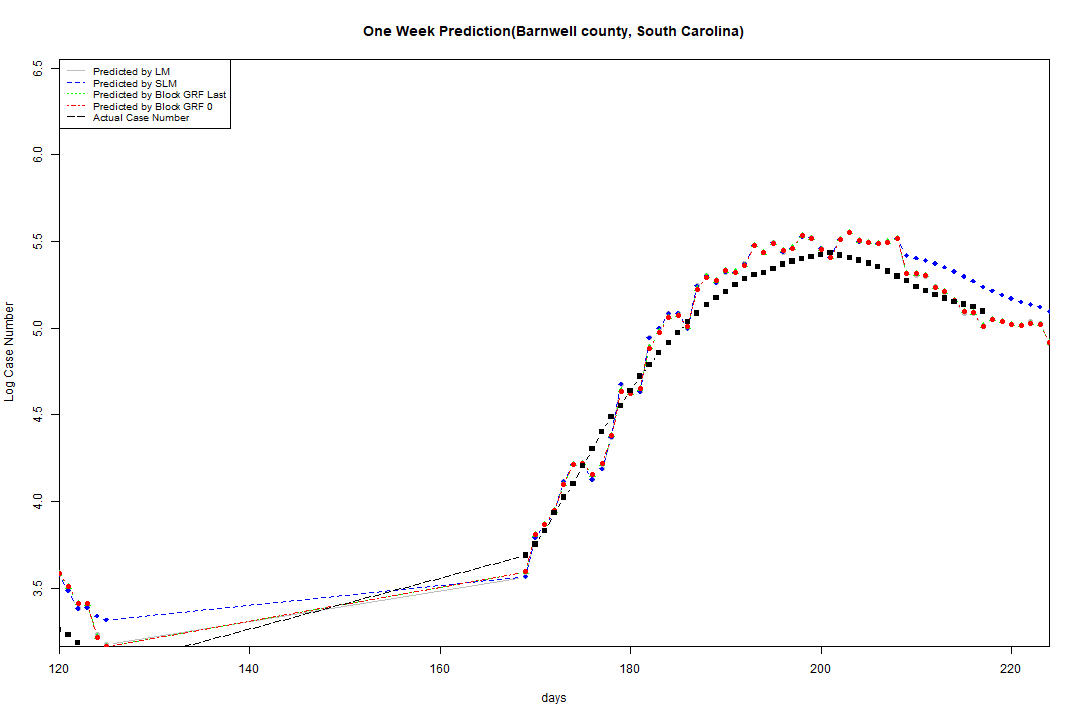 One Week Prediction(Barnwell county, South Carolina)
Predicted by LM
Predicted by SLM
Predicted by Block GRF Last
Predicted by Block GRF 0
Actual Case Number
Log Case Number
6.5
6.0
5.5
5.0
4.5
4.0
3.5
120 140 160 180 200 220
days